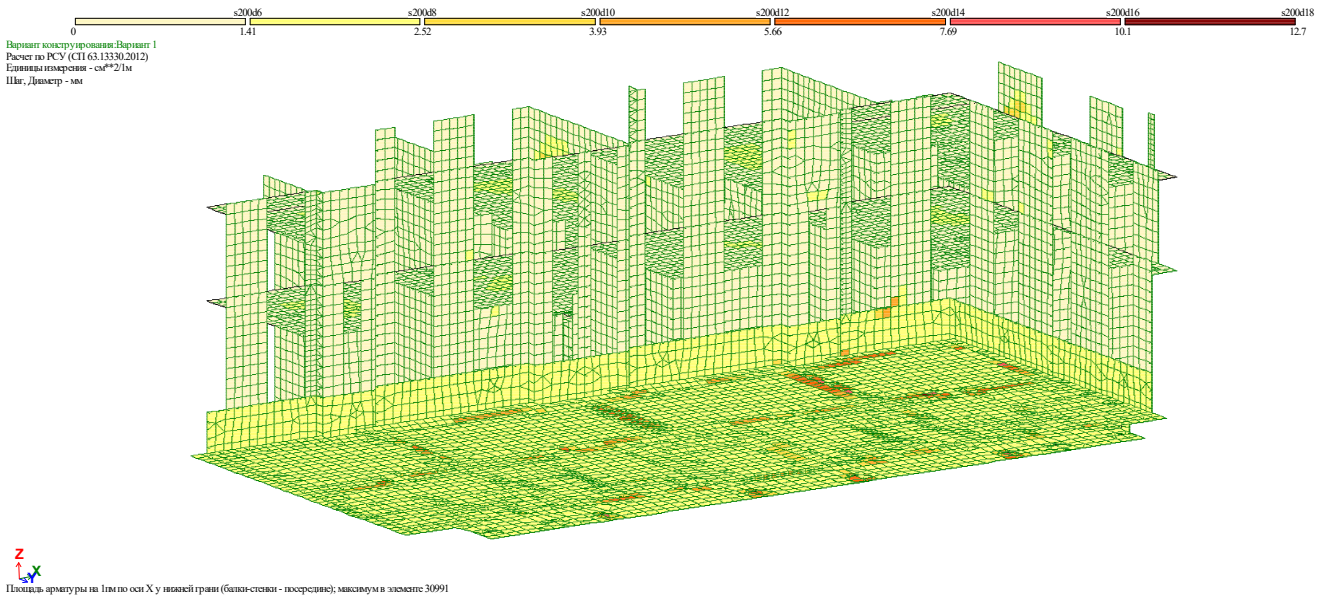 s200d6 s200d8 s200d10 s200d12 s200d14 s200d16 s200d18
0 1.41 2.52 3.93 5.66 7.69 10.1 12.7
Вариант конструирования:Вариант 1
Расчет по РСУ (СП 63.13330.2012)
Единицы измерения - см**2/1м
Шаг, Диаметр - мм
Z
X
Y
Площадь арматуры на 1пм по оси X у нижней грани (балки-стенки - посередине); максимум в элементе 30991